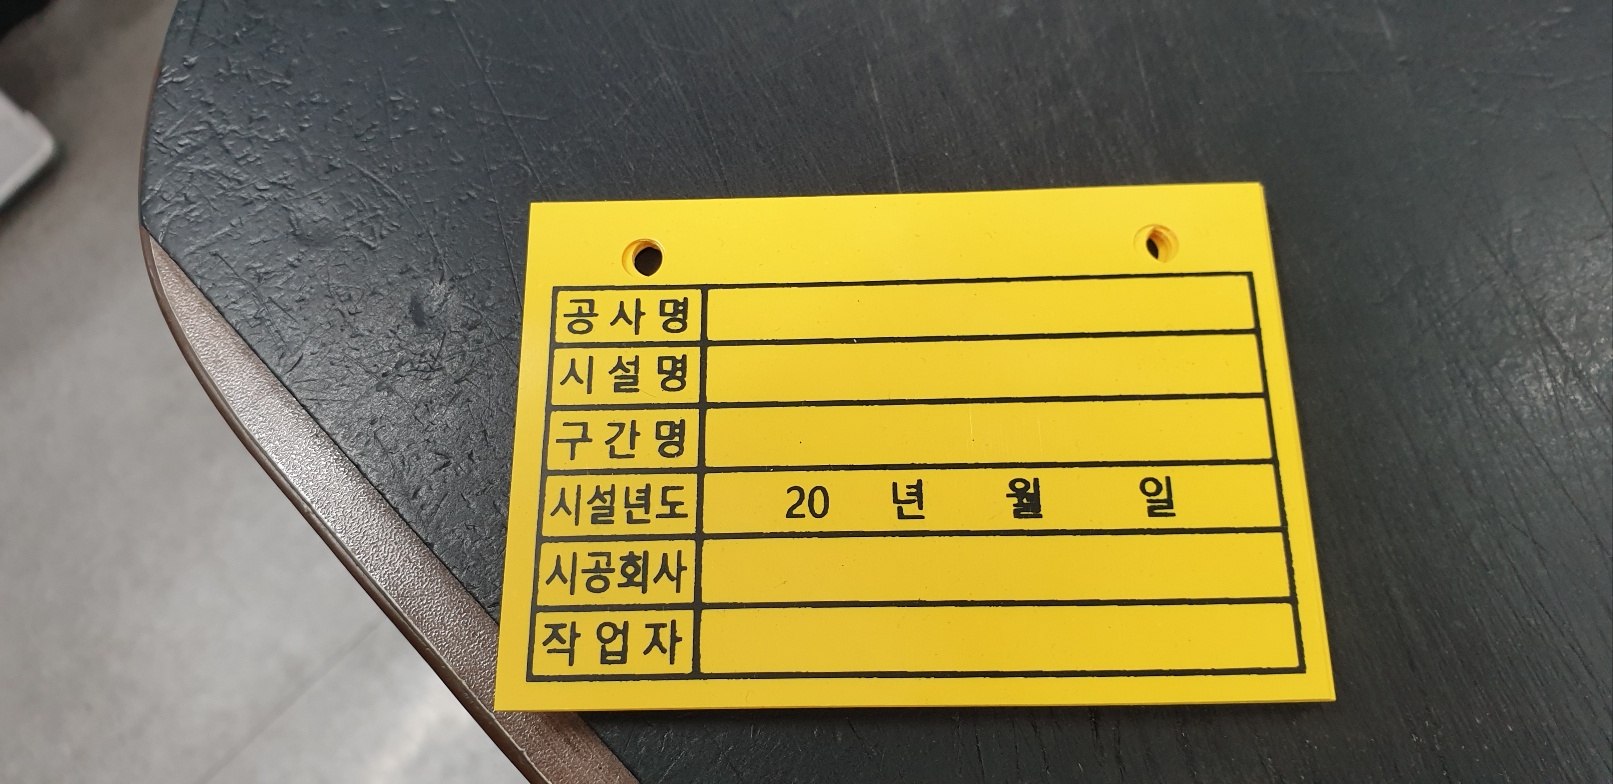 공사명
시설명
구간명
시설년도 20 년 월 일
시공회사
작업자